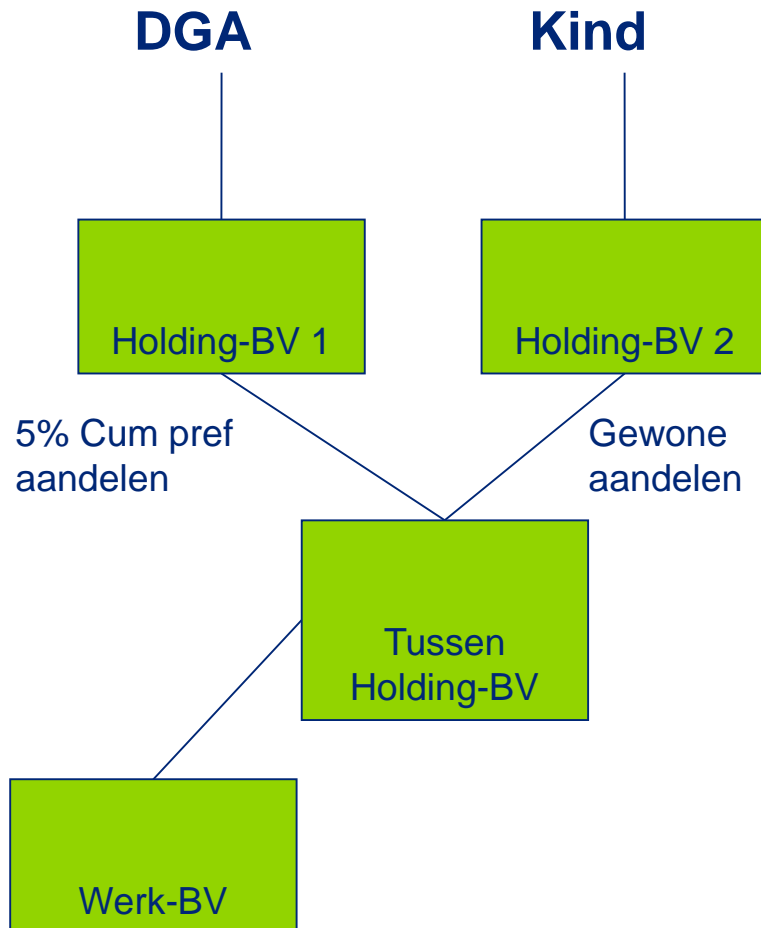 DGA
Kind
Holding-BV 1
Holding-BV 2
5% Cum pref
aandelen
Gewone
aandelen
Tussen
Holding-BV
Werk-BV